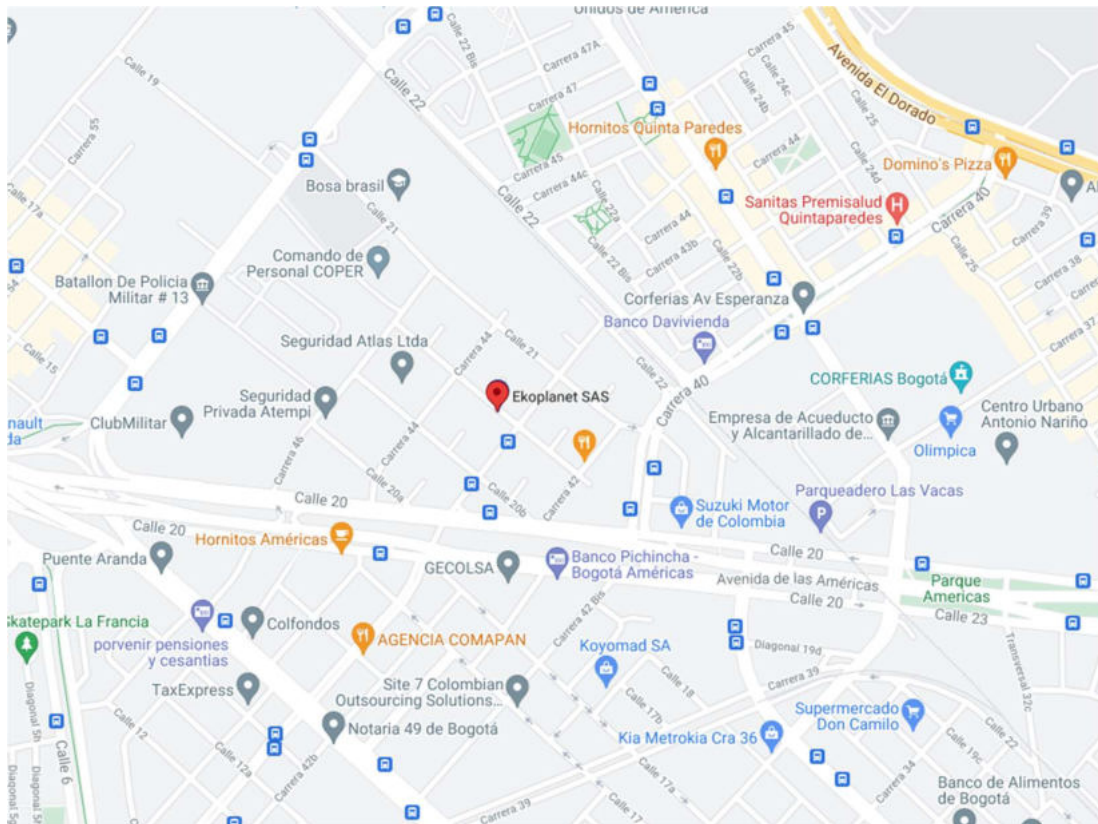 Unidos de América
Calle 22 Bis
Carrera 47A
Carrera 45
Calle 19
Calle 22
Carrera 47
Calle 24b
Calle 24c
Calle 25
Avenida El Dorado
Carrera 55
Hornitos Quinta Paredes
Carrera 44
Domino's Pizza
Bosa brasil
Carrera 45
Carrera 44c
Calle 22
Calle 24d
Sanitas Premisalud
Quintaparedes
Carrera 40
Carrera 39
Calle 17a
Calle 21
Calle 22a
Carrera 44
Calle 25
Comando de
Personal COPER
Calle 22 Bis
Carrera 43b
Calle 22b
Carrera 38
Batallon De Policia
Militar # 13
Corferias Av Esperanza
Carrera 37
Banco Davivienda
Seguridad Atlas Ltda
Carrera 44
Calle 21
Calle 22
Calle 15
CORFERIAS Bogotá
Carrera 40
Ekoplanet SAS
Seguridad
Privada Atempi
ClubMilitar
Empresa de Acueducto
y Alcantarillado de...
Centro Urbano
Antonio Nariño
Olímpica
Carrera 46
Carrera 44
Calle 20a
Calle 20b
Carrera 42
Parqueadero Las Vacas
Calle 20
Suzuki Motor
de Colombia
Calle 20
Hornitos Américas
Calle 20
Puente Aranda
GECOLSA
Banco Pichincha -
Bogotá Américas
Avenida de las Américas
Calle 20
Parque
Americas
Calle 23
Skatepark La Francia
Colfondos
porvenir pensiones
y cesantias
AGENCIA COMAPAN
Carrera 42 Bis
Koyomad SA
Diagonal 19d
Transversal 32c
Diagonal 5h
TaxExpress
Site 7 Colombian
Outsourcing Solutions...
Calle 18
Carrera 39
Supermercado
Don Camilo
Calle 22
Calle 6
Calle 12
Notaria 49 de Bogotá
Calle 17b
Kia Metrokia Cra 36
Calle 19c
Calle 12a
Carrera 42b
Carrera 39
Calle 17a
Calle 17
Carrera 34
Banco de Alimentos
de Bogotá